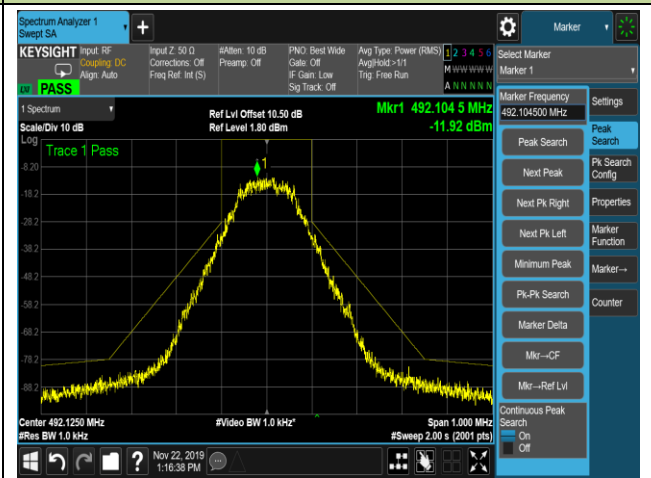 Spectrum Analyzer 1
Swept SA
+
Marker
KEYSIGHT
Input: RF
Coupling: DC
Align: Auto
Input Z: 50 Ω
Corrections: Off
Freq Ref: Int (S)
#Atten: 10 dB
Preamp: Off
PNO: Best Wide
Gate: Off
IF Gain: Low
Sig Track: Off
Avg Type: Power (RMS)
Avg|Hold:>1/1
Trig: Free Run
1 2 3 4 5 6
M W W W W W
A N N N N N
PASS
Select Marker
Marker 1
1 Spectrum
Scale/Div 10 dB
Ref Lvl Offset 10.50 dB
Ref Level 1.80 dBm
Mkr1 492.104 5 MHz
-11.92 dBm
Log
Trace 1 Pass
1
-8.20
-18.2
-28.2
-38.2
-48.2
-58.2
-68.2
-78.2
-88.2
Center 492.1250 MHz
#Res BW 1.0 kHz
#Video BW 1.0 kHz*
Span 1.000 MHz
#Sweep 2.00 s (2001 pts)
Marker Frequency
492.104500 MHz
Peak Search
Next Peak
Next Pk Right
Next Pk Left
Minimum Peak
Pk-Pk Search
Marker Delta
Mkr→CF
Mkr→Ref Lvl
Continuous Peak
Search
On
Off
Settings
Peak
Search
Pk Search
Config
Properties
Marker
Function
Marker→
Counter
?
Nov 22, 2019
1:16:38 PM